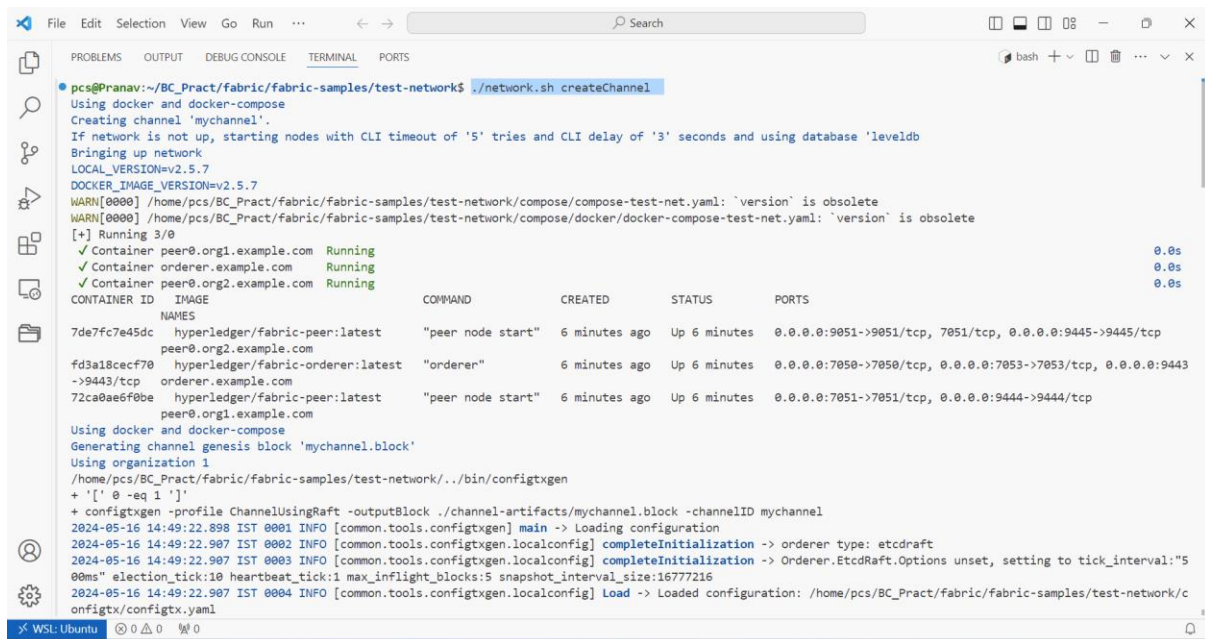 File Edit Selection View Go Run ··· Search
PROBLEMS OUTPUT DEBUG CONSOLE TERMINAL PORTS bash
pcs@Pranav:~/BC_Pract/fabric/fabric-samples/test-network$ ./network.sh createChannel
Using docker and docker-compose
Creating channel 'mychannel'.
If network is not up, starting nodes with CLI timeout of '5' tries and CLI delay of '3' seconds and using database 'leveldb
Bringing up network
LOCAL_VERSION=v2.5.7
DOCKER_IMAGE_VERSION=v2.5.7
WARN[0000] /home/pcs/BC_Pract/fabric/fabric-samples/test-network/compose/compose-test-net.yaml: `version` is obsolete
WARN[0000] /home/pcs/BC_Pract/fabric/fabric-samples/test-network/compose/docker/docker-compose-test-net.yaml: `version` is obsolete
[+] Running 3/0
✓ Container peer0.org1.example.com Running 0.0s
✓ Container orderer.example.com Running 0.0s
✓ Container peer0.org2.example.com Running 0.0s
CONTAINER ID IMAGE COMMAND CREATED STATUS PORTS
NAMES
7de7fc7e45dc hyperledger/fabric-peer:latest "peer node start" 6 minutes ago Up 6 minutes 0.0.0.0:9051->9051/tcp, 7051/tcp, 0.0.0.0:9445->9445/tcp
peer0.org2.example.com
fd3a18cecf70 hyperledger/fabric-orderer:latest "orderer" 6 minutes ago Up 6 minutes 0.0.0.0:7050->7050/tcp, 0.0.0.0:7053->7053/tcp, 0.0.0.0:9443
->9443/tcp orderer.example.com
72ca0ae6f0be hyperledger/fabric-peer:latest "peer node start" 6 minutes ago Up 6 minutes 0.0.0.0:7051->7051/tcp, 0.0.0.0:9444->9444/tcp
peer0.org1.example.com
Using docker and docker-compose
Generating channel genesis block 'mychannel.block'
Using organization 1
/home/pcs/BC_Pract/fabric/fabric-samples/test-network/../bin/configtxgen
+ '[' 0 -eq 1 ']'
+ configtxgen -profile ChannelUsingRaft -outputBlock ./channel-artifacts/mychannel.block -channelID mychannel
2024-05-16 14:49:22.898 IST 0001 INFO [common.tools.configtxgen] main -> Loading configuration
2024-05-16 14:49:22.907 IST 0002 INFO [common.tools.configtxgen.localconfig] completeInitialization -> orderer type: etcdraft
2024-05-16 14:49:22.907 IST 0003 INFO [common.tools.configtxgen.localconfig] completeInitialization -> Orderer.EtcdRaft.Options unset, setting to tick_interval:"5
00ms" election_tick:10 heartbeat_tick:1 max_inflight_blocks:5 snapshot_interval_size:16777216
2024-05-16 14:49:22.907 IST 0004 INFO [common.tools.configtxgen.localconfig] Load -> Loaded configuration: /home/pcs/BC_Pract/fabric/fabric-samples/test-network/c
onfigtx/configtx.yaml
WSL: Ubuntu 0 0 0